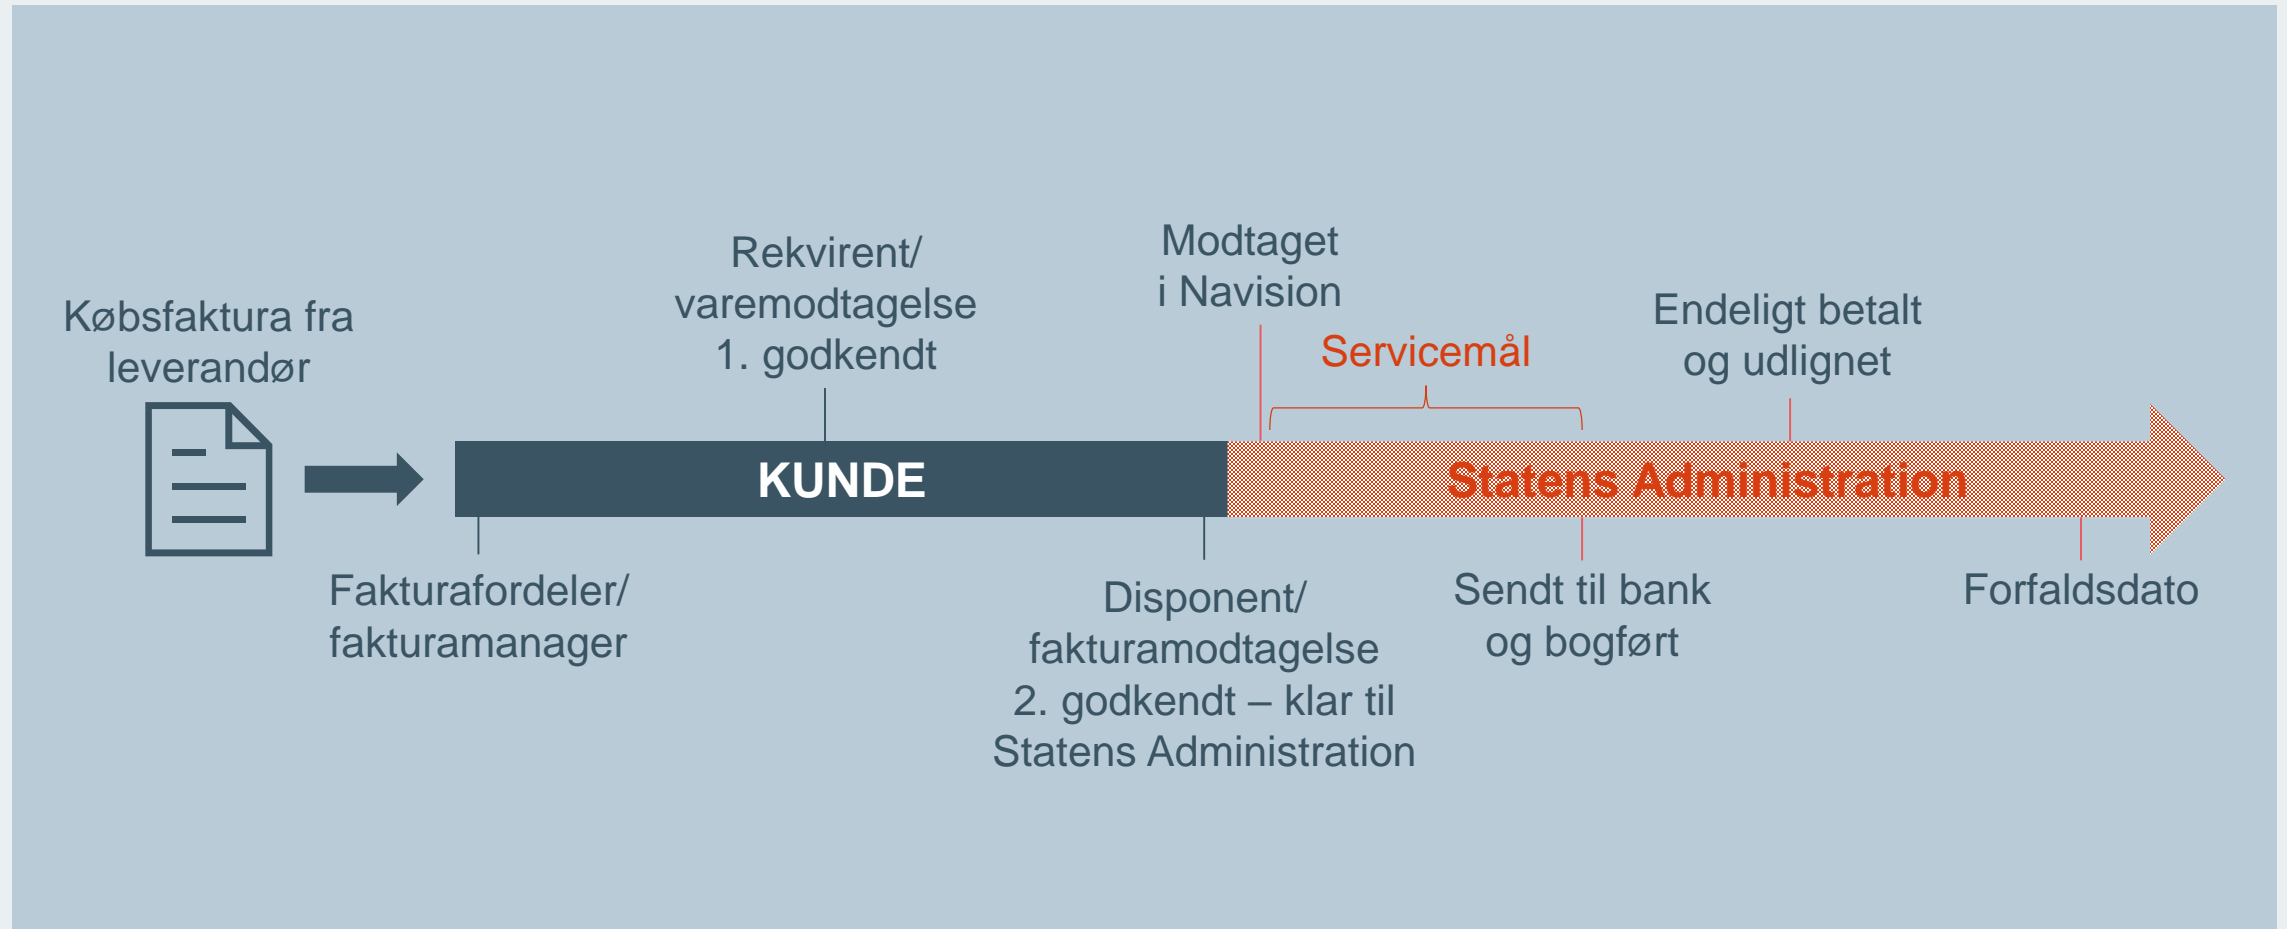 Købsfaktura fra
leverandør
Rekvirent/
varemodtagelse
1. godkendt
Modtaget
i Navision
Servicemål
Endeligt betalt
og udlignet
KUNDE
Statens Administration
Fakturafordeler/
fakturamanager
Disponent/
fakturamodtagelse
2. godkendt – klar til
Statens Administration
Sendt til bank
og bogført
Forfaldsdato